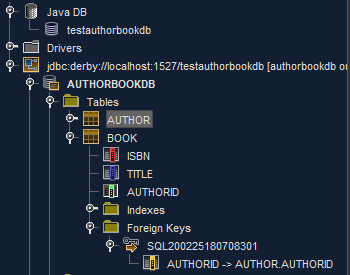 Java DB
testauthorbookdb
Drivers
jdbc:derby://localhost:1527/testauthorbookdb [authorbookdb ou
AUTHORBOOKDB
Tables
AUTHOR
BOOK
ISBN
TITLE
AUTHORID
Indexes
Foreign Keys
SQL200225180708301
AUTHORID -> AUTHOR.AUTHORID